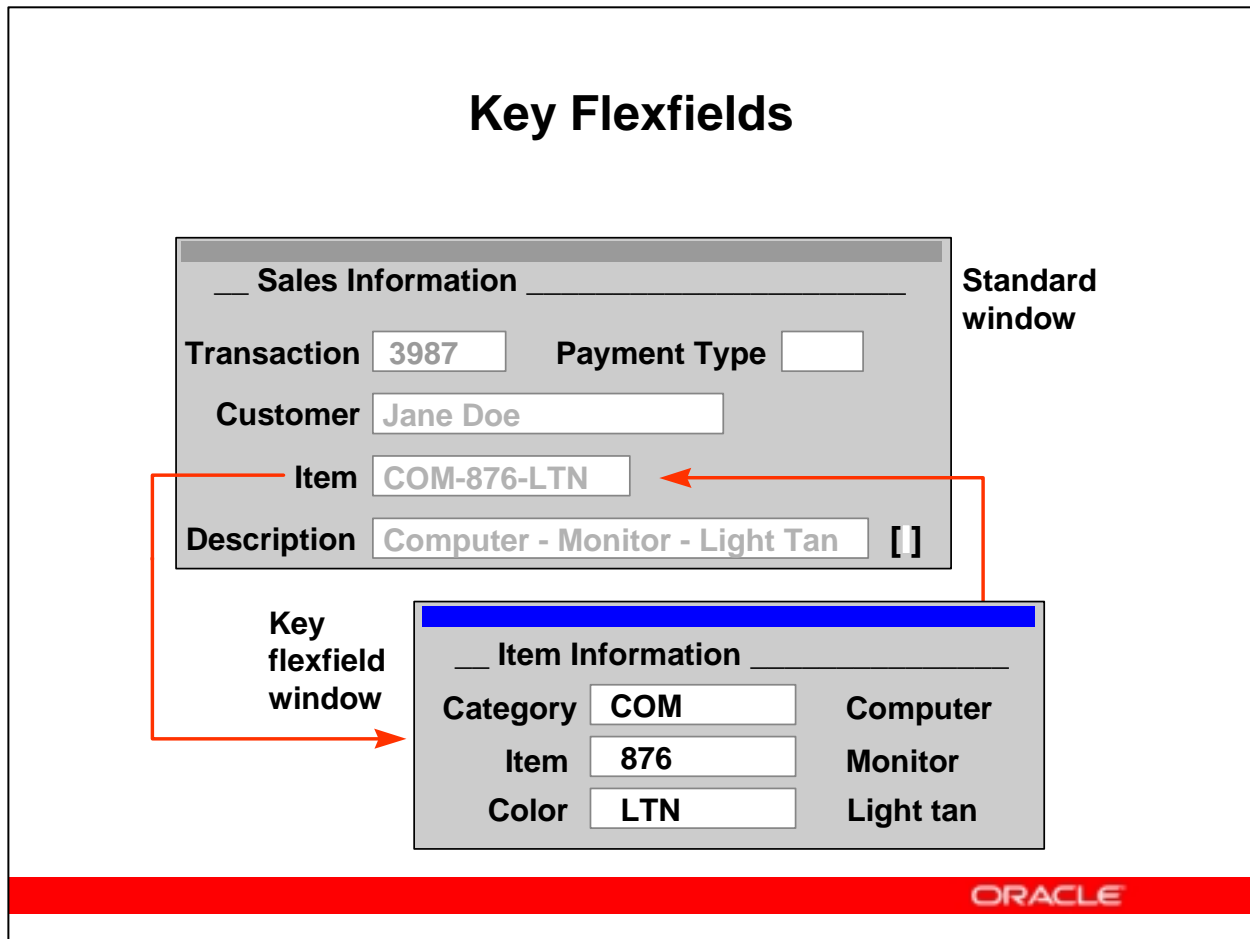 Key Flexfields
__ Sales Information ______________________
Standard
window
Transaction 3987 Payment Type
Customer Jane Doe
Item COM-876-LTN
Description Computer - Monitor - Light Tan [ ]
Key
flexfield
window
__ Item Information _______________
Category COM Computer
Item 876 Monitor
Color LTN Light tan
ORACLE